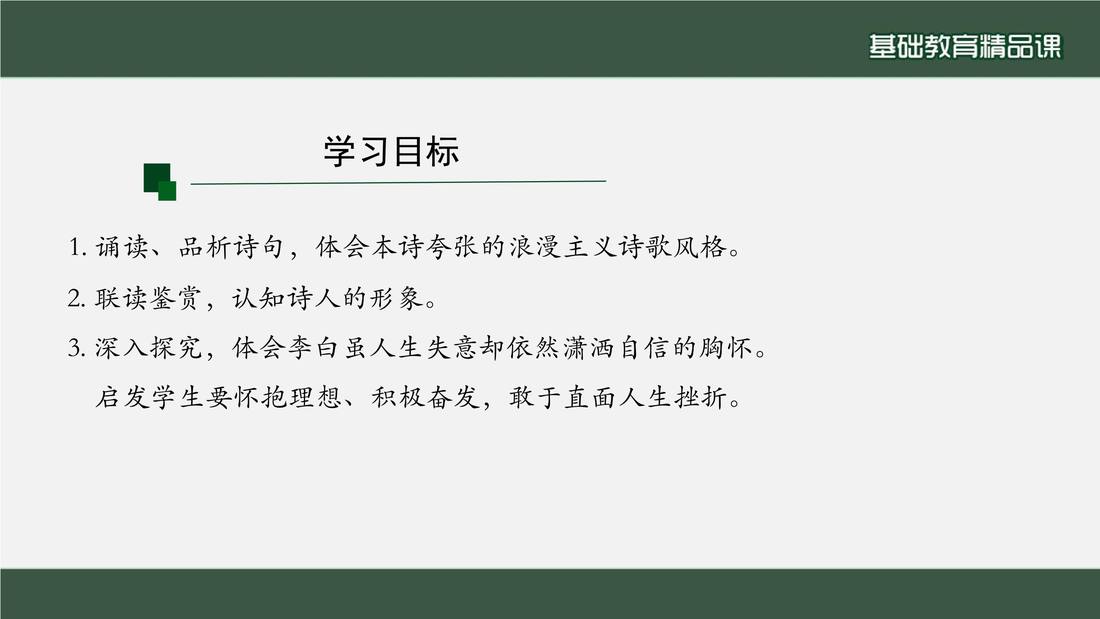 基础教育精品课
学习目标
1. 诵读、品析诗句，体会本诗夸张的浪漫主义诗歌风格。
2. 联读鉴赏，认知诗人的形象。
3. 深入探究，体会李白虽人生失意却依然潇洒自信的胸怀。
启发学生要怀抱理想、积极奋发，敢于直面人生挫折。